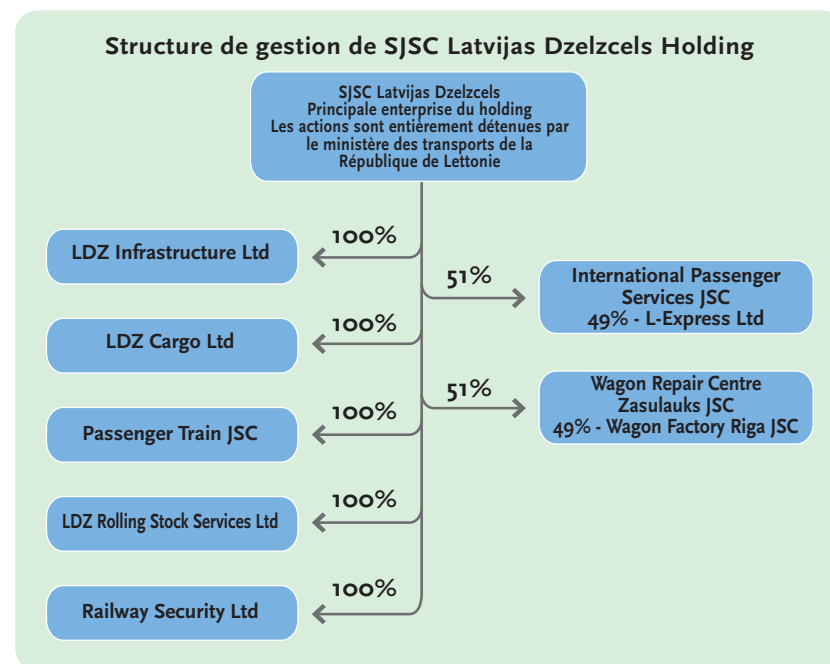 Structure de gestion de SJSC Latvijas Dzelzcels Holding
SJSC Latvijas Dzelzcels
Principale enterprise du holding
Les actions sont entièrement détenues par
le ministère des transports de la
République de Lettonie
100%
LDZ Infrastructure Ltd
51%
International Passenger
Services JSC
49% - L-Express Ltd
100%
LDZ Cargo Ltd
51%
Wagon Repair Centre
Zasulauks JSC
49% - Wagon Factory Riga JSC
100%
Passenger Train JSC
100%
LDZ Rolling Stock Services Ltd
100%
Railway Security Ltd